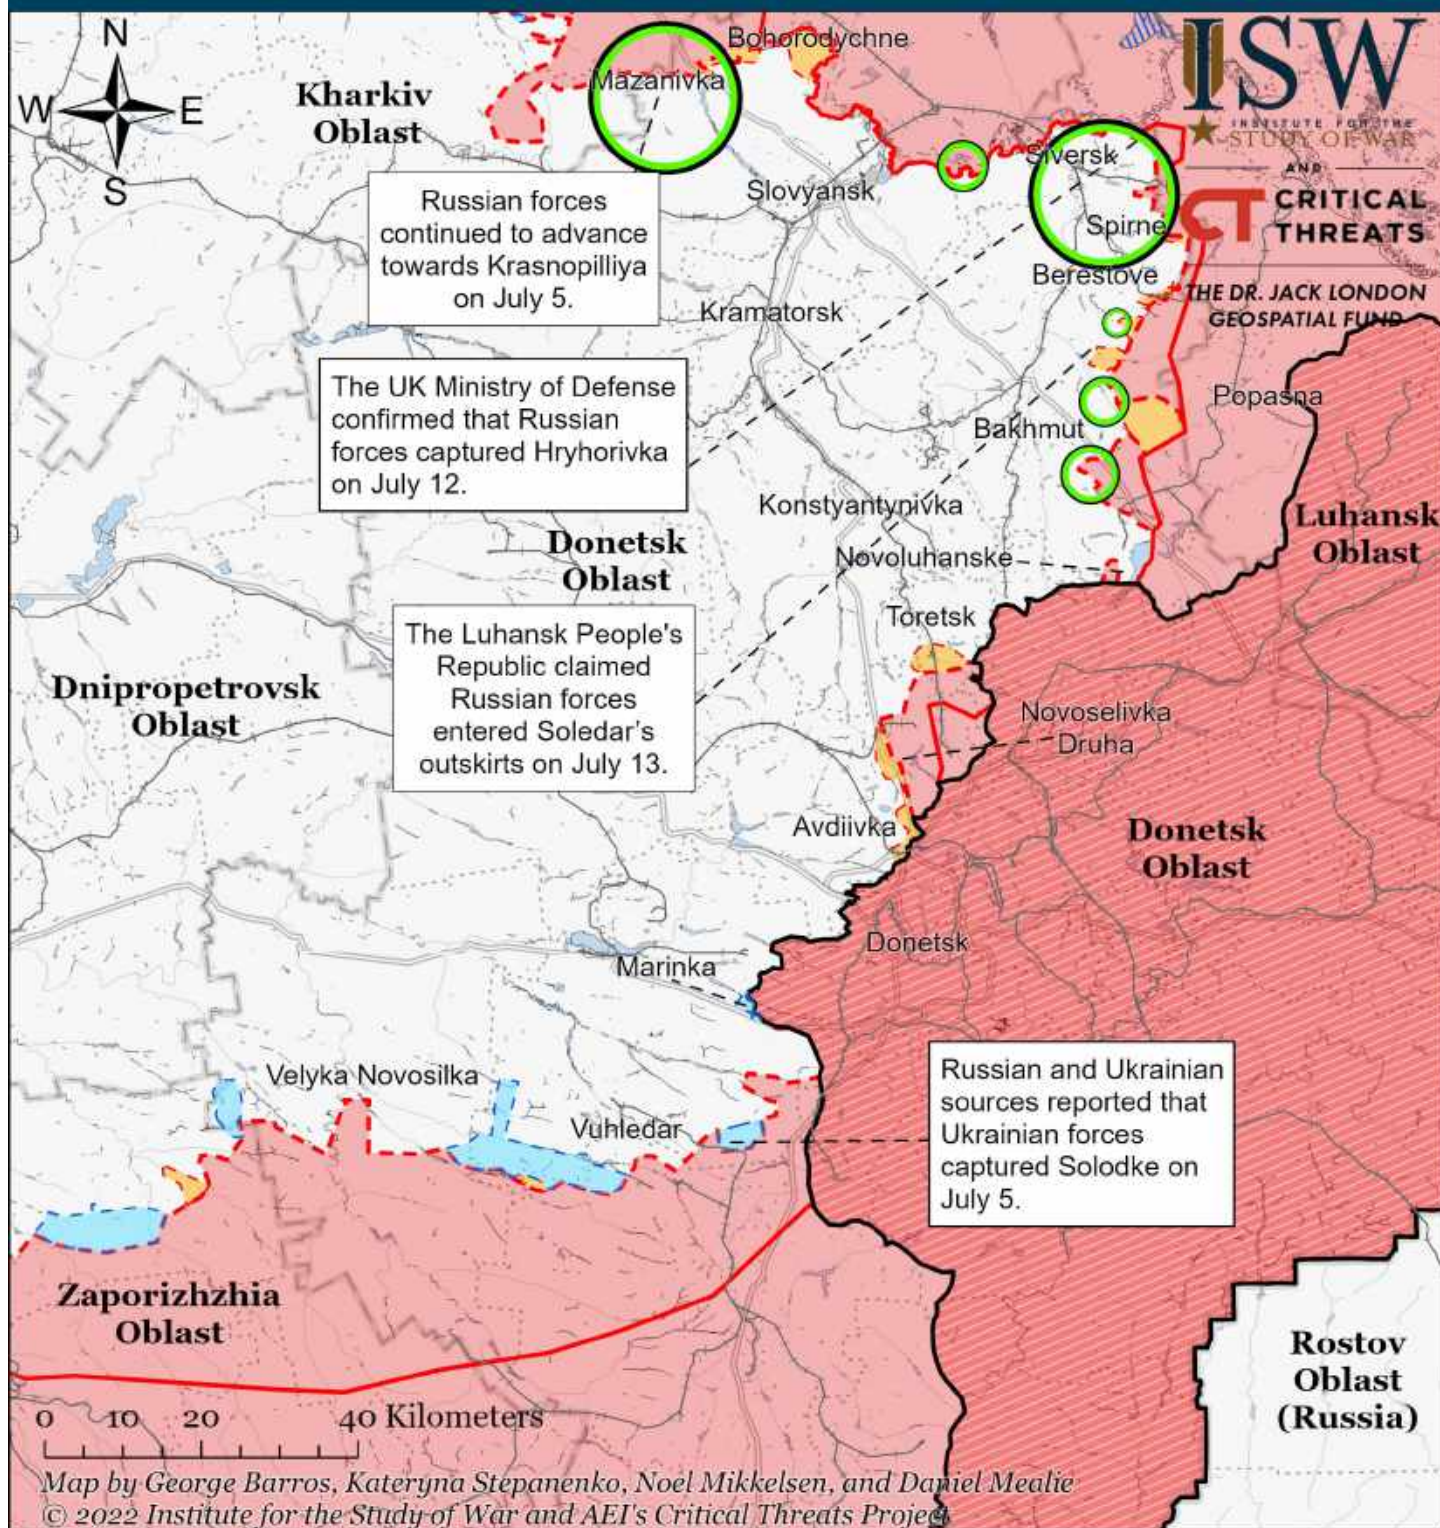 N
W
E
S
Kharkiv
Oblast
Mazanivka
Bohorodychne
ISW
INSTITUTE FOR THE
STUDY OF WAR
AND
CT CRITICAL
THREATS
THE DR. JACK LONDON
GEOSPATIAL FUND
Siversk
Slovyansk
Spirne
Berestove
Russian forces
continued to advance
towards Krasnopilliya
on July 5.
Kramatorsk
The UK Ministry of Defense
confirmed that Russian
forces captured Hryhorivka
on July 12.
Popasna
Bakhmut
Konstyantynivka
Luhansk
Oblast
Donetsk
Oblast
Novoluhanske
Toretsk
The Luhansk People's
Republic claimed
Russian forces
entered Soledar's
outskirts on July 13.
Dnipropetrovsk
Oblast
Novoselivka
Druha
Avdiivka
Donetsk
Oblast
Donetsk
Marinka
Velyka Novosilka
Vuhledar
Russian and Ukrainian
sources reported that
Ukrainian forces
captured Solodke on
July 5.
Zaporizhzhia
Oblast
Rostov
Oblast
(Russia)
0 10 20 40 Kilometers
Map by George Barros, Kateryna Stepanenko, Noel Mikkelsen, and Daniel Mealie
© 2022 Institute for the Study of War and AEI's Critical Threats Project